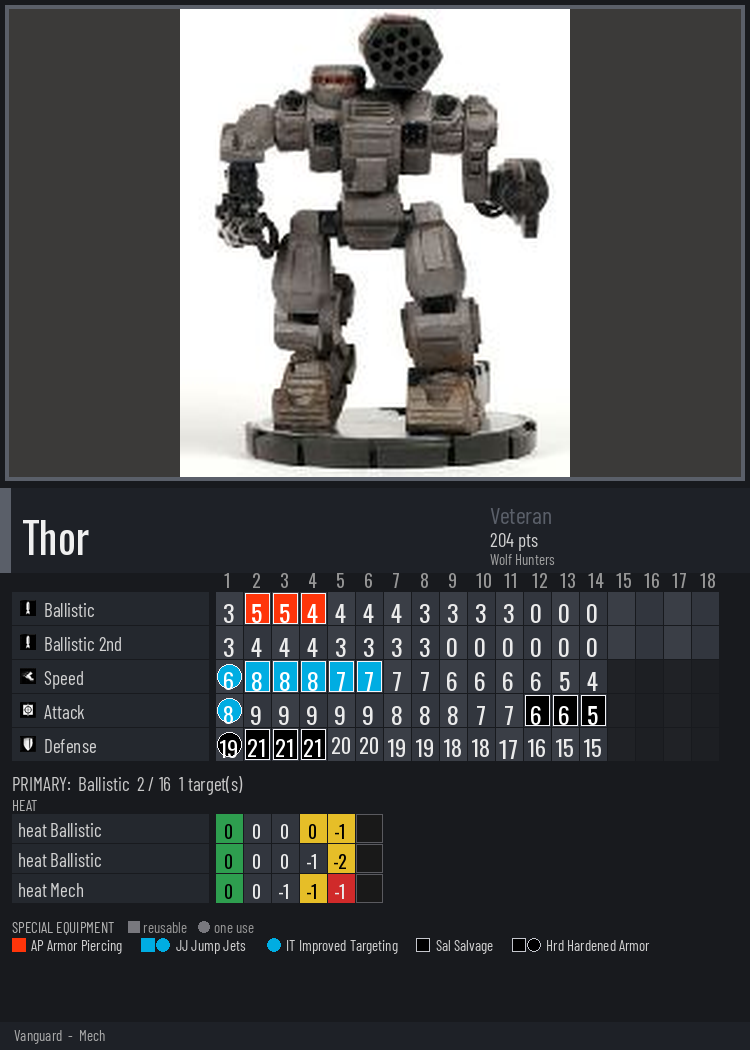 Thor
Veteran
204 pts
Wolf Hunters
1 2 3 4 5 6 7 8 9 10 11 12 13 14 15 16 17 18
Ballistic 3 5 5 4 4 4 4 3 3 3 3 0 0 0
Ballistic 2nd 3 4 4 4 3 3 3 3 0 0 0 0 0 0
Speed 6 8 8 8 7 7 7 7 6 6 6 6 5 4
Attack 8 9 9 9 9 9 8 8 8 7 7 6 6 5
Defense 19 21 21 21 20 20 19 19 18 18 17 16 15 15
PRIMARY: Ballistic 2 / 16 1 target(s)
HEAT
heat Ballistic 0 0 0 0 -1
heat Ballistic 0 0 0 -1 -2
heat Mech 0 0 -1 -1 -1
SPECIAL EQUIPMENT reusable one use
AP Armor Piercing JJ Jump Jets IT Improved Targeting Sal Salvage Hrd Hardened Armor
Vanguard - Mech